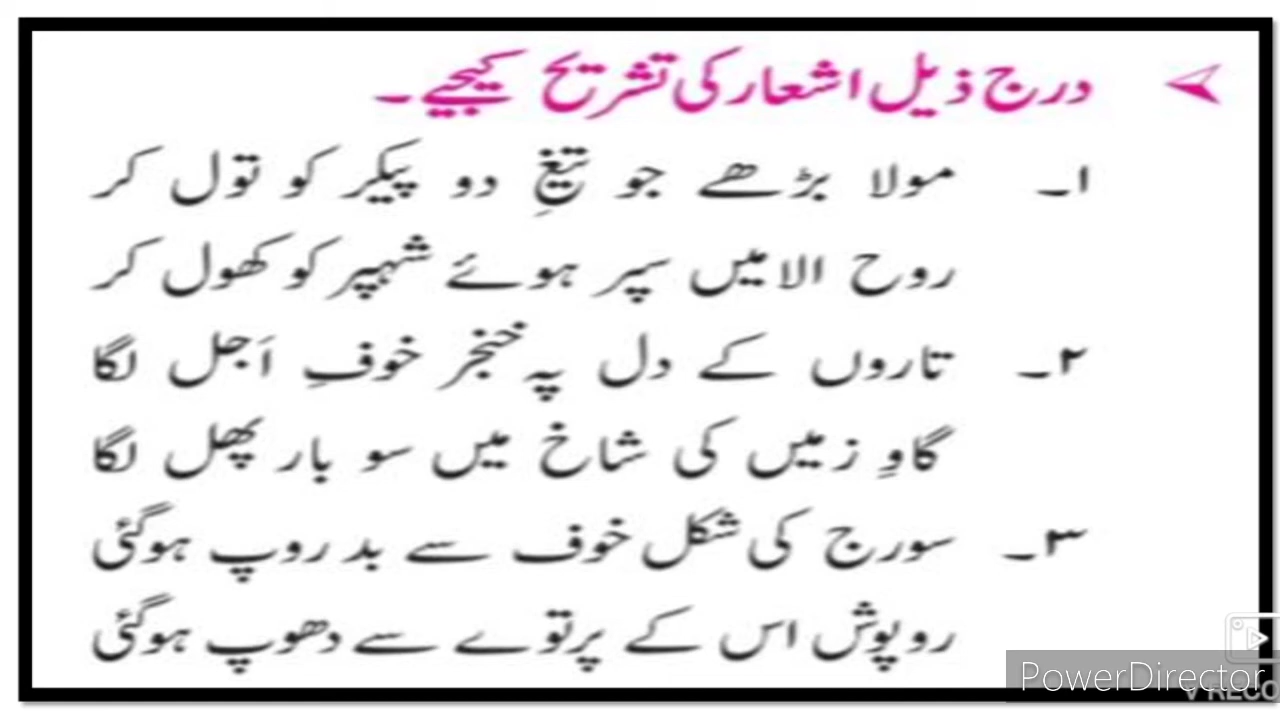 درج ذیل اشعار کی تشریح کیجیے۔
۱۔ مولا بڑھے جو تیغِ دو پیکر کو تول کر
روح الامیں سپر ہوئے شہپر کو کھول کر
۲۔ تاروں کے دل پہ خنجر خوفِ اَجل لگا
گاوِ زمیں کی شاخ میں سو بار پھل لگا
۳۔ سورج کی شکل خوف سے بد روپ ہوگئی
روپوش اس کے پرتوے سے دھوپ ہوگئی
PowerDirector